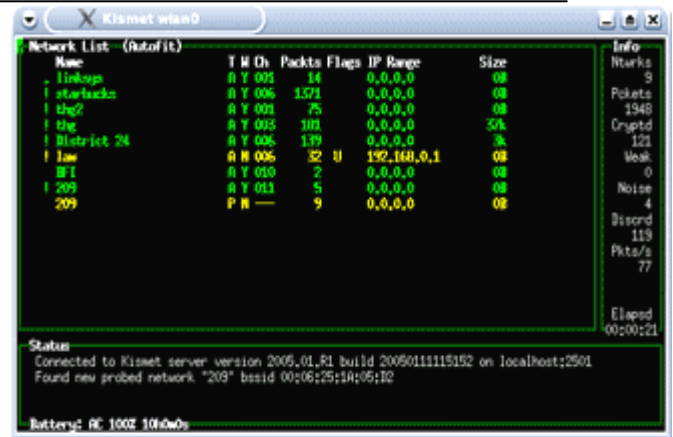 Kismet wlan0
Network List (Autofit)
Name T W Ch Packts Flags IP Range Size
. linksys A Y 001 14 0.0.0.0 0B
! starbucks A Y 006 1371 0.0.0.0 0B
! thg2 A Y 001 75 0.0.0.0 0B
! thg A Y 003 181 0.0.0.0 37k
! District 24 A Y 006 139 0.0.0.0 3k
! law A N 006 32 U 192.168.0.1 0B
BFI A Y 010 2 0.0.0.0 0B
! 209 A Y 011 5 0.0.0.0 0B
209 P N --- 9 0.0.0.0 0B
Info
Ntwrks
9
Pckets
1948
Cryptd
121
Weak
0
Noise
4
Discrd
119
Pkts/s
77
Elapsd
00:00:21
Status
Connected to Kismet server version 2005.01.R1 build 20050111115152 on localhost:2501
Found new probed network "209" bssid 00:06:25:1A:05:D2
Battery: AC 100% 10h0m0s